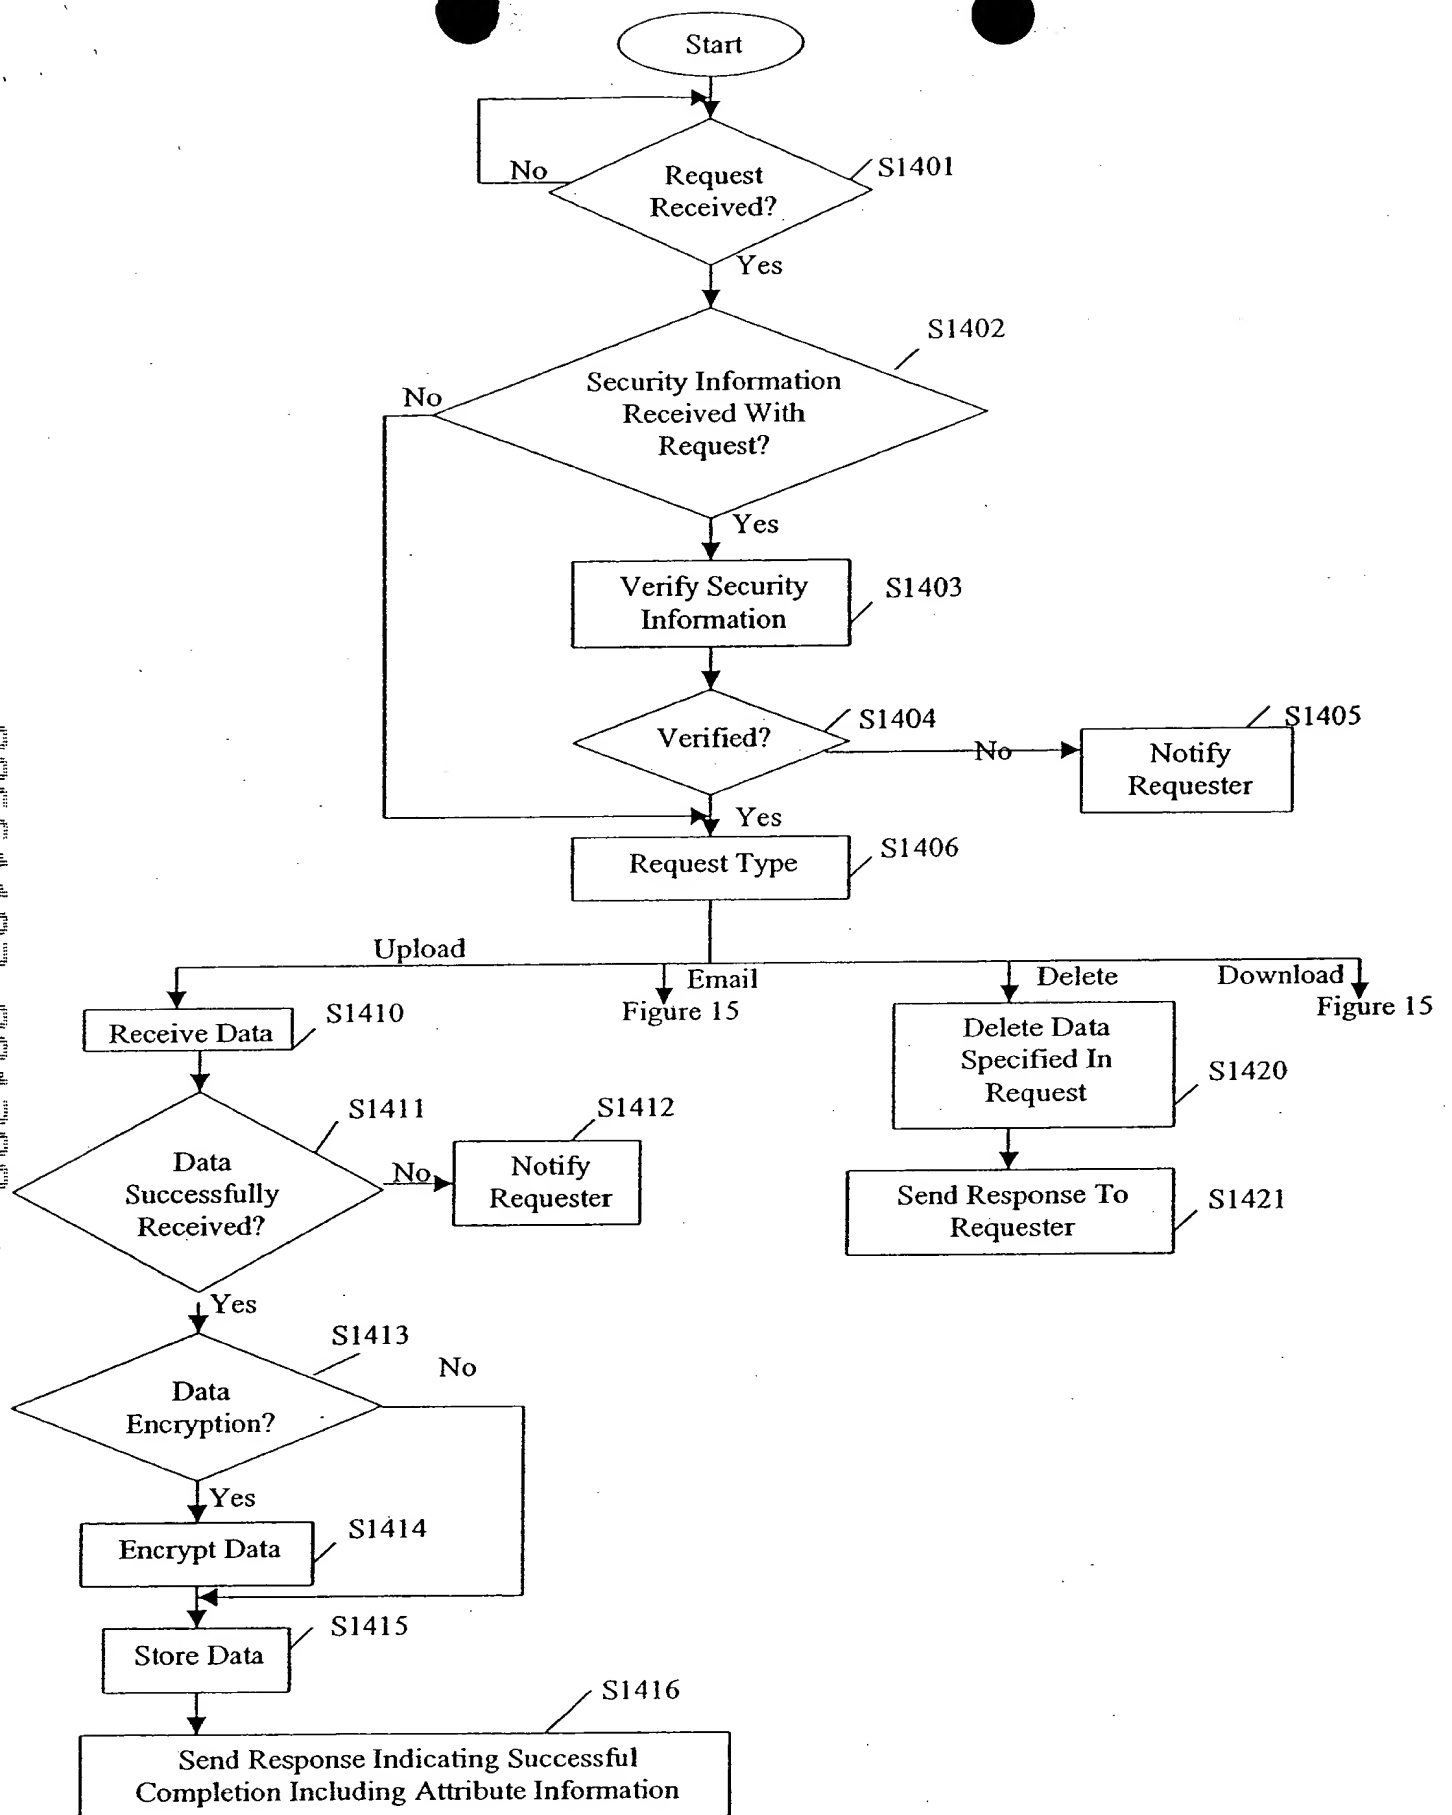 Start
No
Request
Received?
S1401
Yes
S1402
No
Security Information
Received With
Request?
Yes
Verify Security
Information
S1403
Verified?
S1404
No
S1405
Notify
Requester
Yes
Request Type
S1406
Upload
Email
Figure 15
Delete
Download
Figure 15
Receive Data
S1410
Delete Data
Specified In
Request
S1420
S1411
Data
Successfully
Received?
No
S1412
Notify
Requester
Send Response To
Requester
S1421
Yes
S1413
No
Data
Encryption?
Yes
Encrypt Data
S1414
Store Data
S1415
S1416
Send Response Indicating Successful
Completion Including Attribute Information